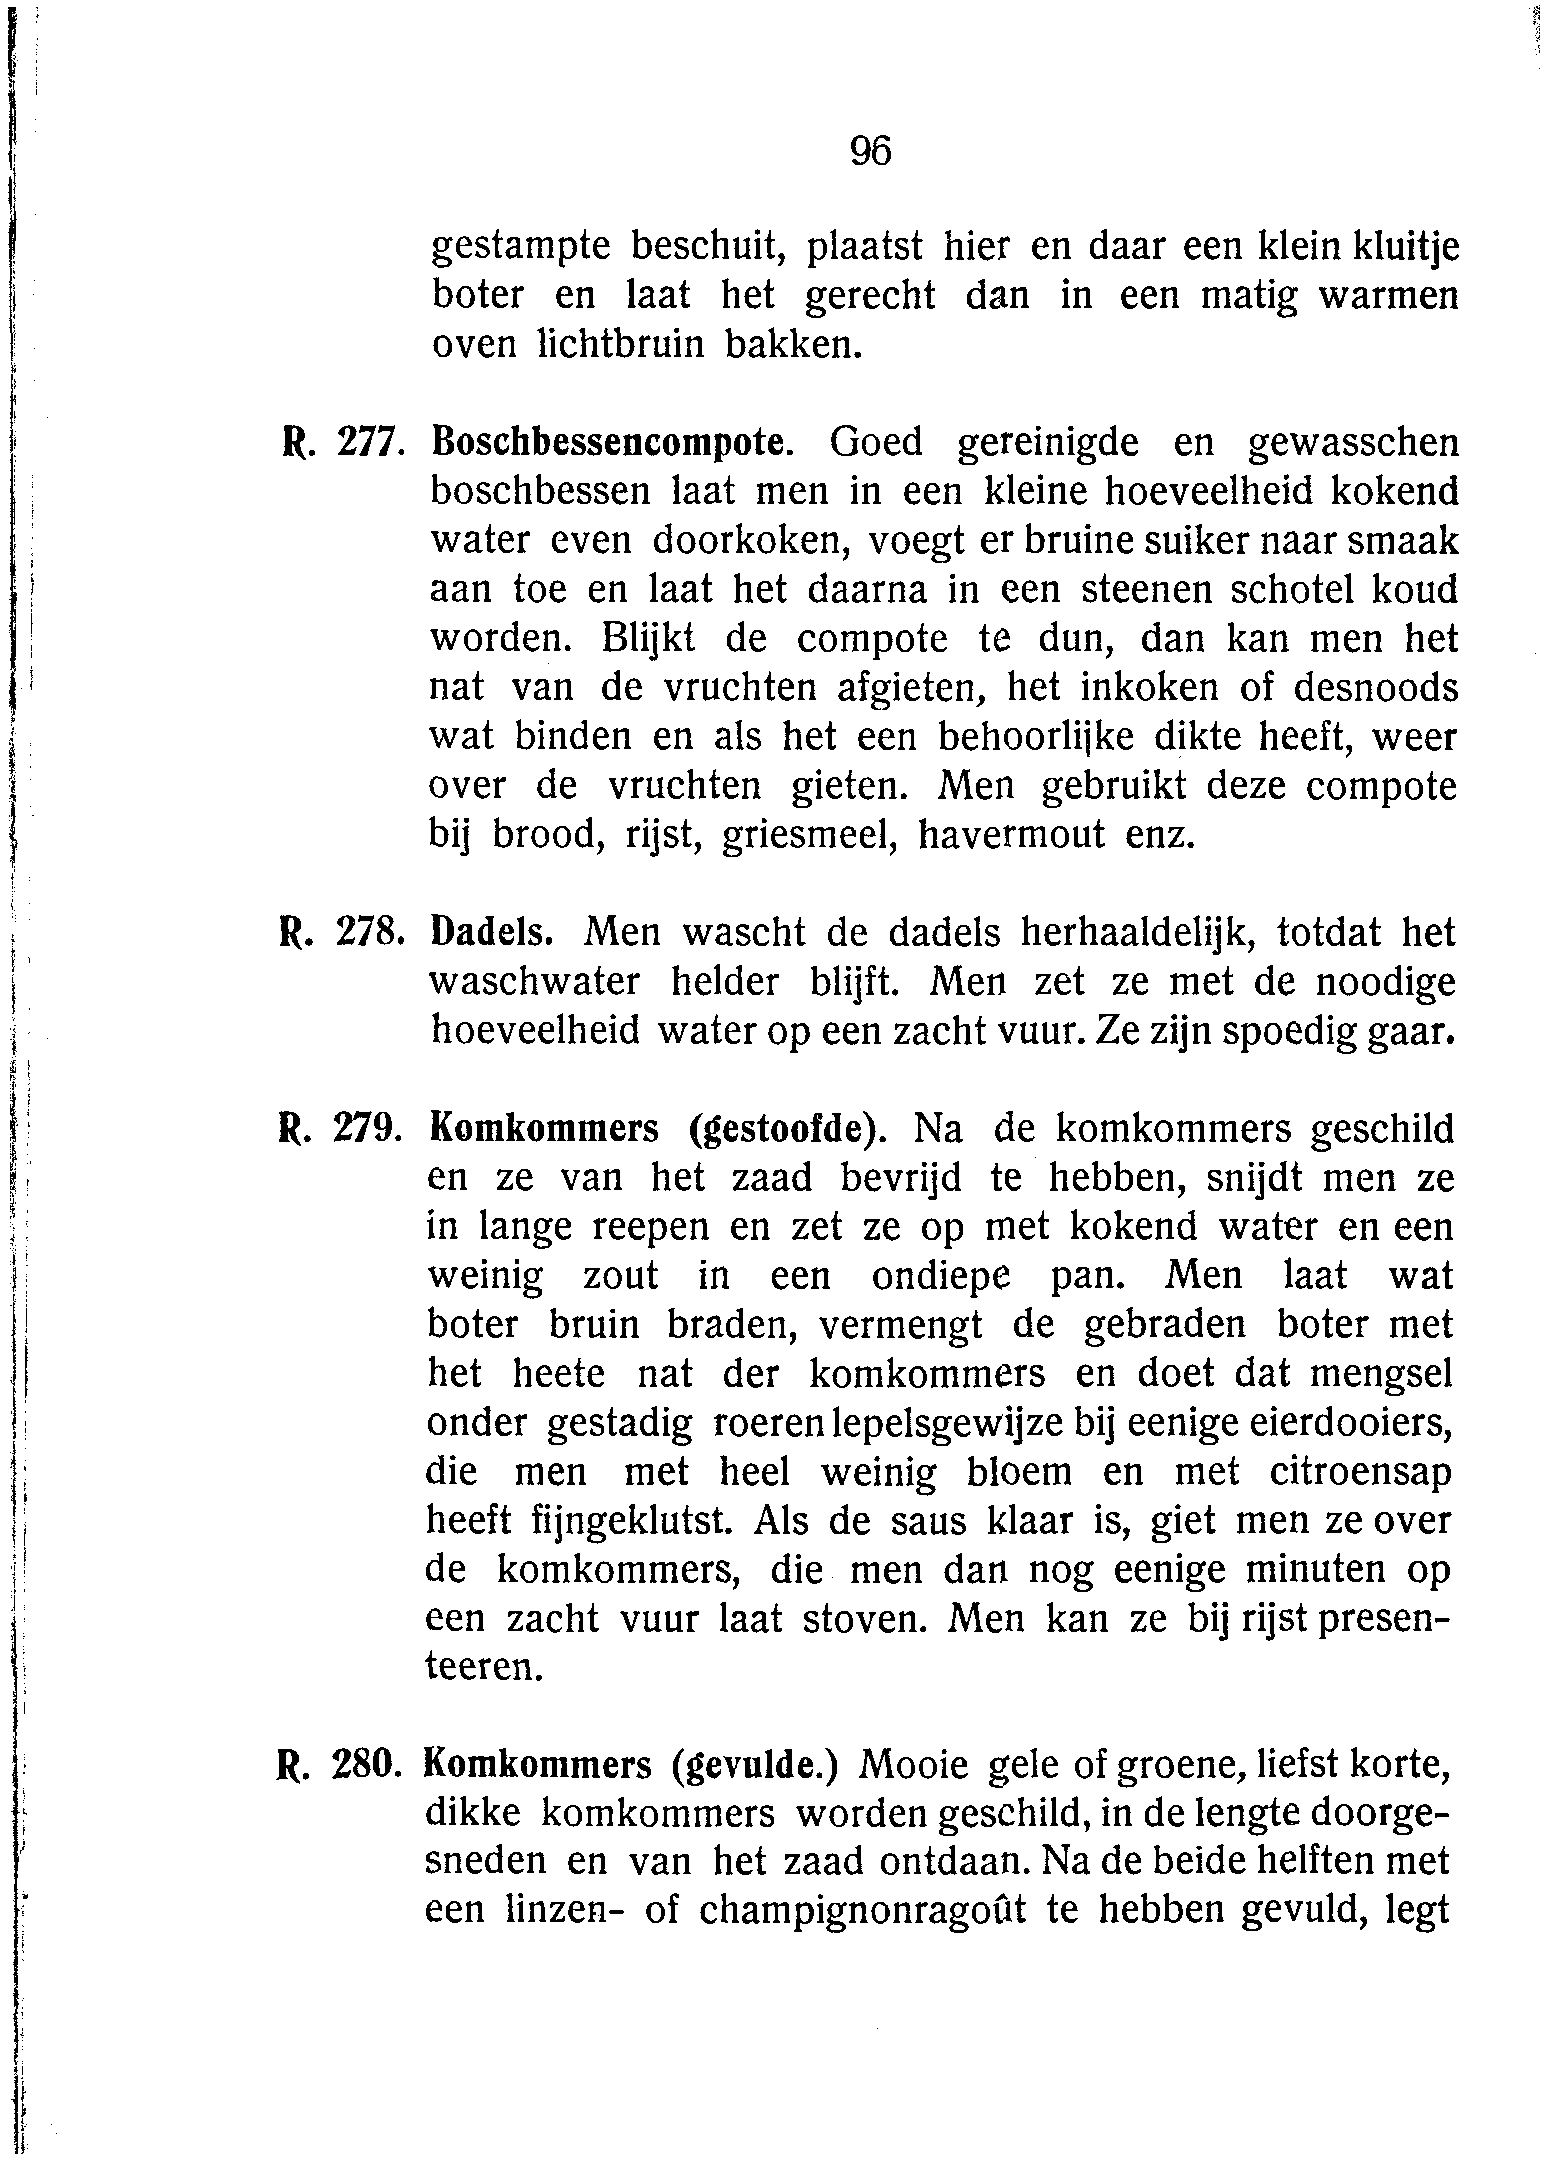 96
gestampte beschuit, plaatst hier en daar een klein kluitje
boter en laat het gerecht dan in een matig warmen
oven lichtbruin bakken.
R. 277. Boschbessencompote. Goed gereinigde en gewasschen
boschbessen laat men in een kleine hoeveelheid kokend
water even doorkoken, voegt er bruine suiker naar smaak
aan toe en laat het daarna in een steenen schotel koud
worden. Blijkt de compote te dun, dan kan men het
nat van de vruchten afgieten, het inkoken of desnoods
wat binden en als het een behoorlijke dikte heeft, weer
over de vruchten gieten. Men gebruikt deze compote
bij brood, rijst, griesmeel, havermout enz.
R. 278. Dadels. Men wascht de dadels herhaaldelijk, totdat het
waschwater helder blijft. Men zet ze met de noodige
hoeveelheid water op een zacht vuur. Ze zijn spoedig gaar.
R. 279. Komkommers (gestoofde). Na de komkommers geschild
en ze van het zaad bevrijd te hebben, snijdt men ze
in lange reepen en zet ze op met kokend water en een
weinig zout in een ondiepe pan. Men laat wat
boter bruin braden, vermengt de gebraden boter met
het heete nat der komkommers en doet dat mengsel
onder gestadig roeren lepelsgewijze bij eenige eierdooiers,
die men met heel weinig bloem en met citroensap
heeft fijngeklutst. Als de saus klaar is, giet men ze over
de komkommers, die men dan nog eenige minuten op
een zacht vuur laat stoven. Men kan ze bij rijst presen-
teeren.
R. 280. Komkommers (gevulde.) Mooie gele of groene, liefst korte,
dikke komkommers worden geschild, in de lengte doorge-
sneden en van het zaad ontdaan. Na de beide helften met
een linzen- of champignonragoût te hebben gevuld, legt